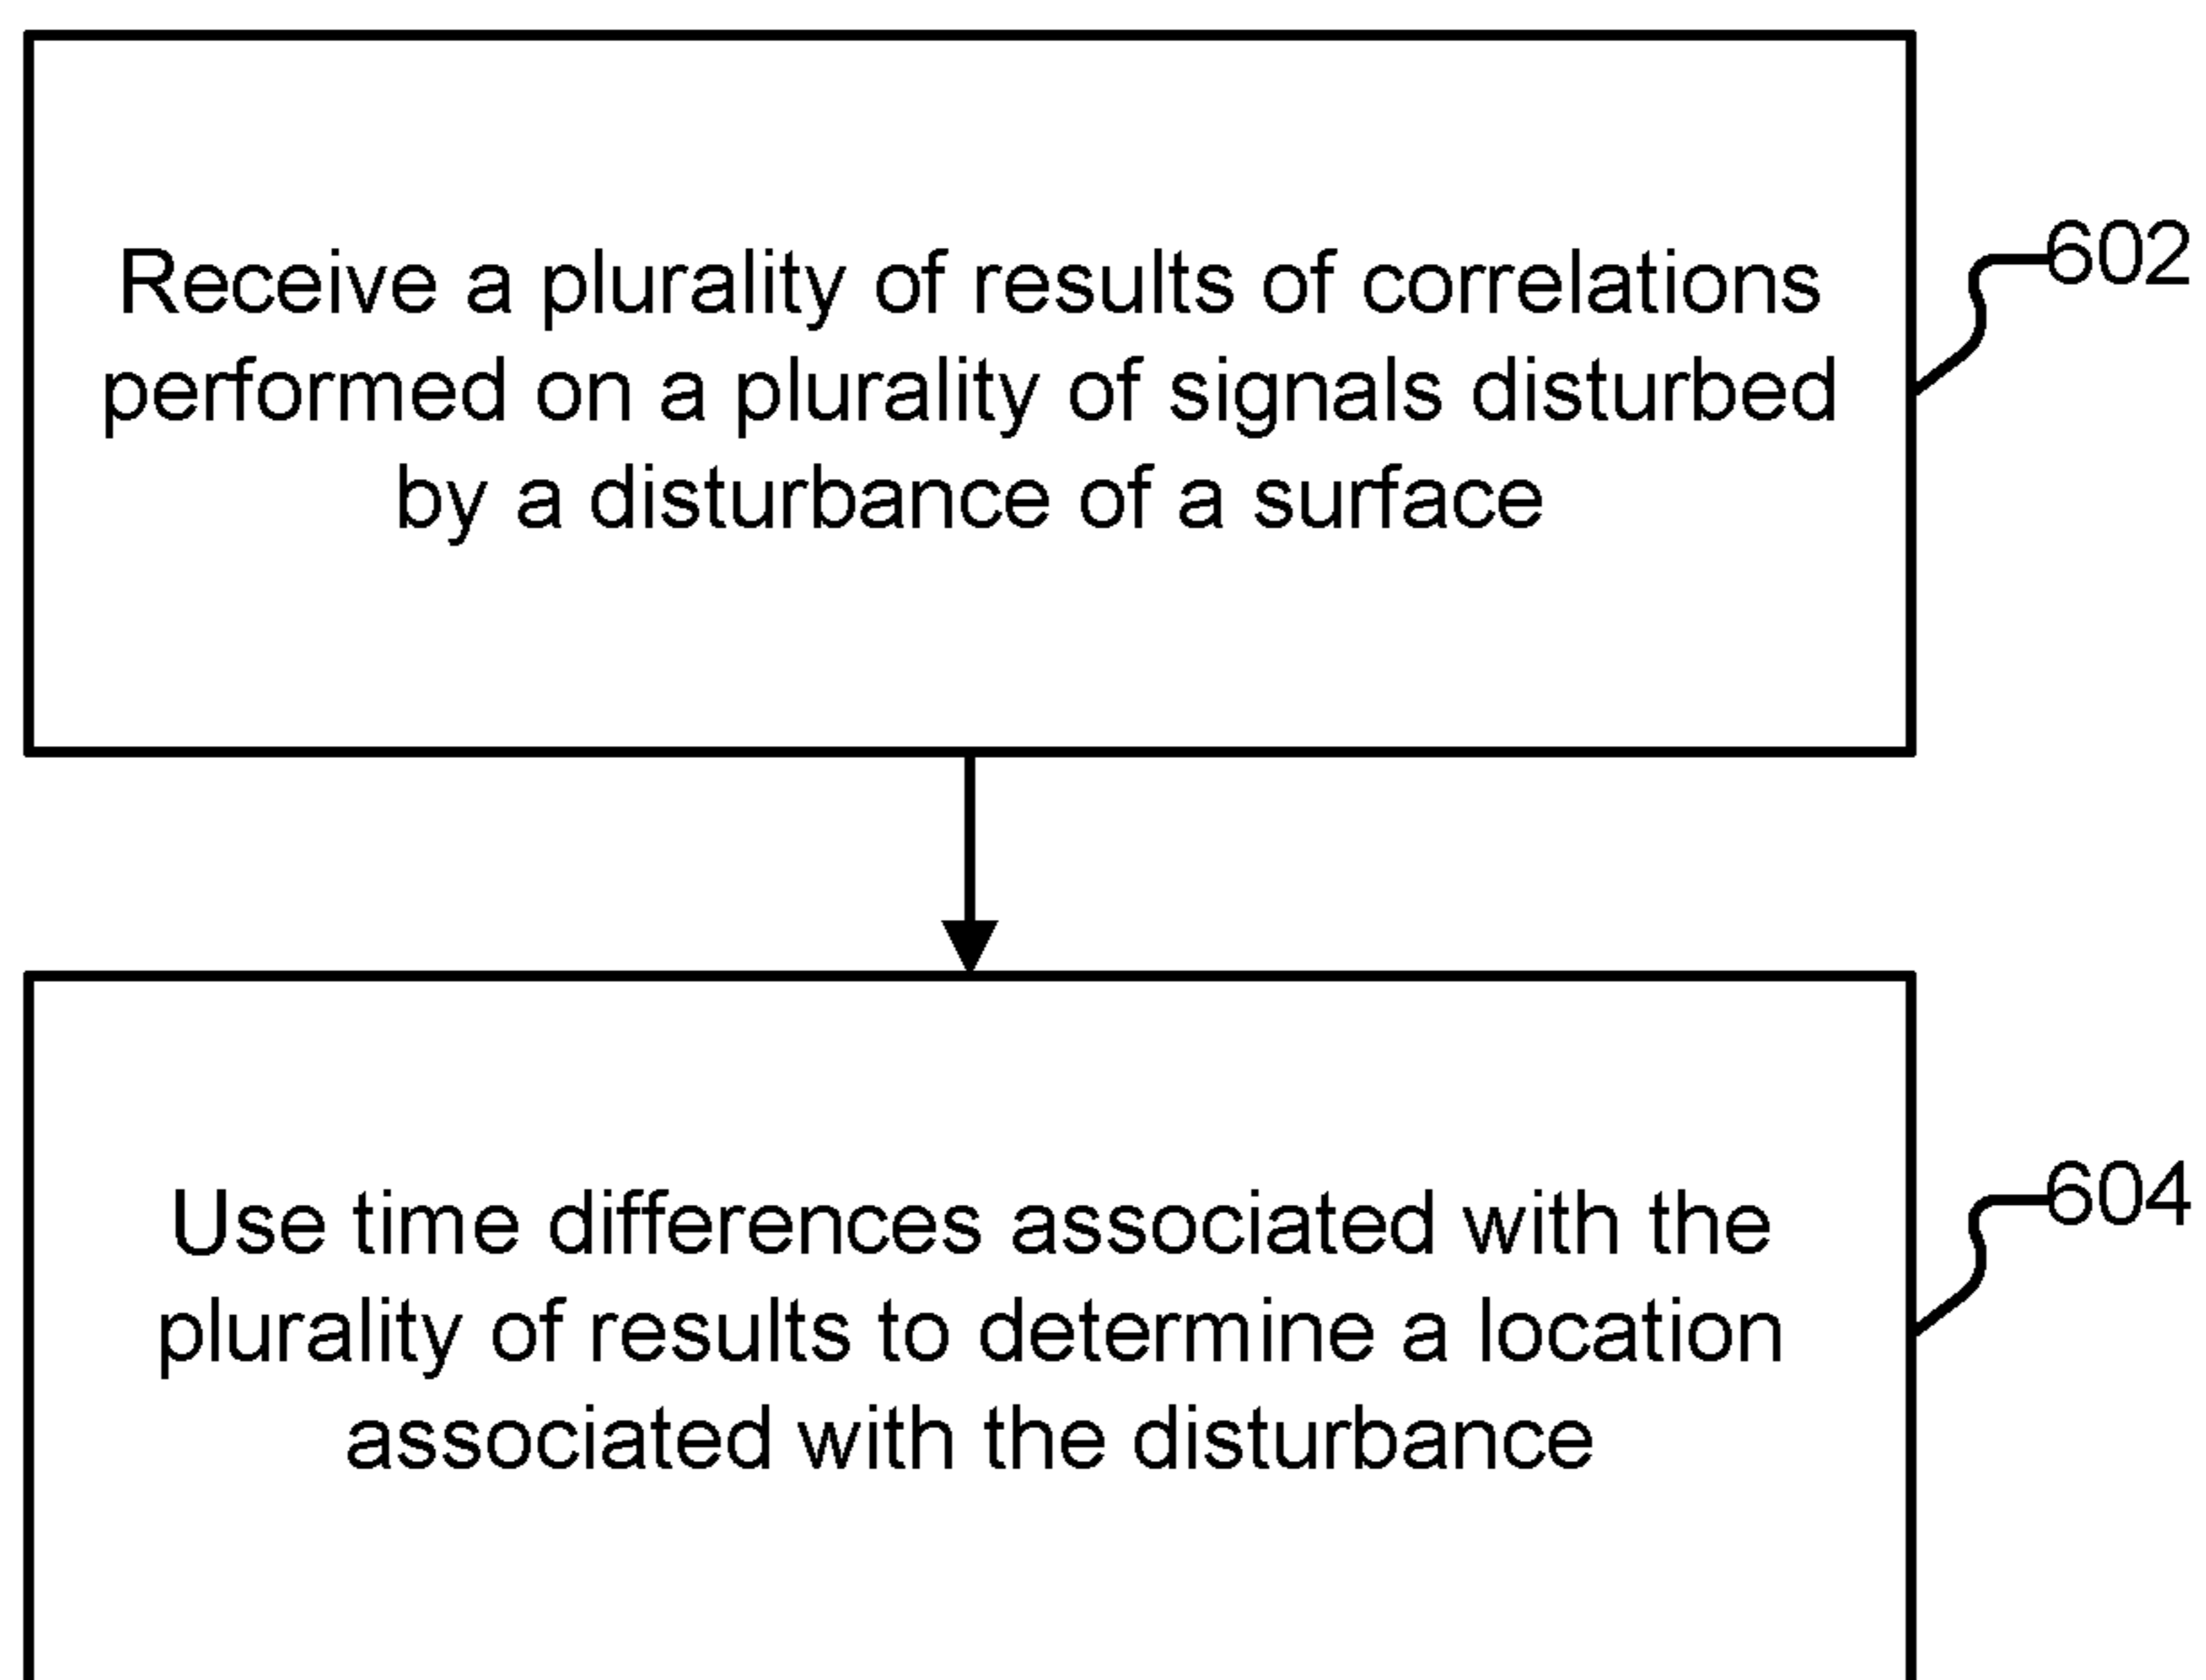 Receive a plurality of results of correlations
performed on a plurality of signals disturbed
by a disturbance of a surface
602
Use time differences associated with the
plurality of results to determine a location
associated with the disturbance
604